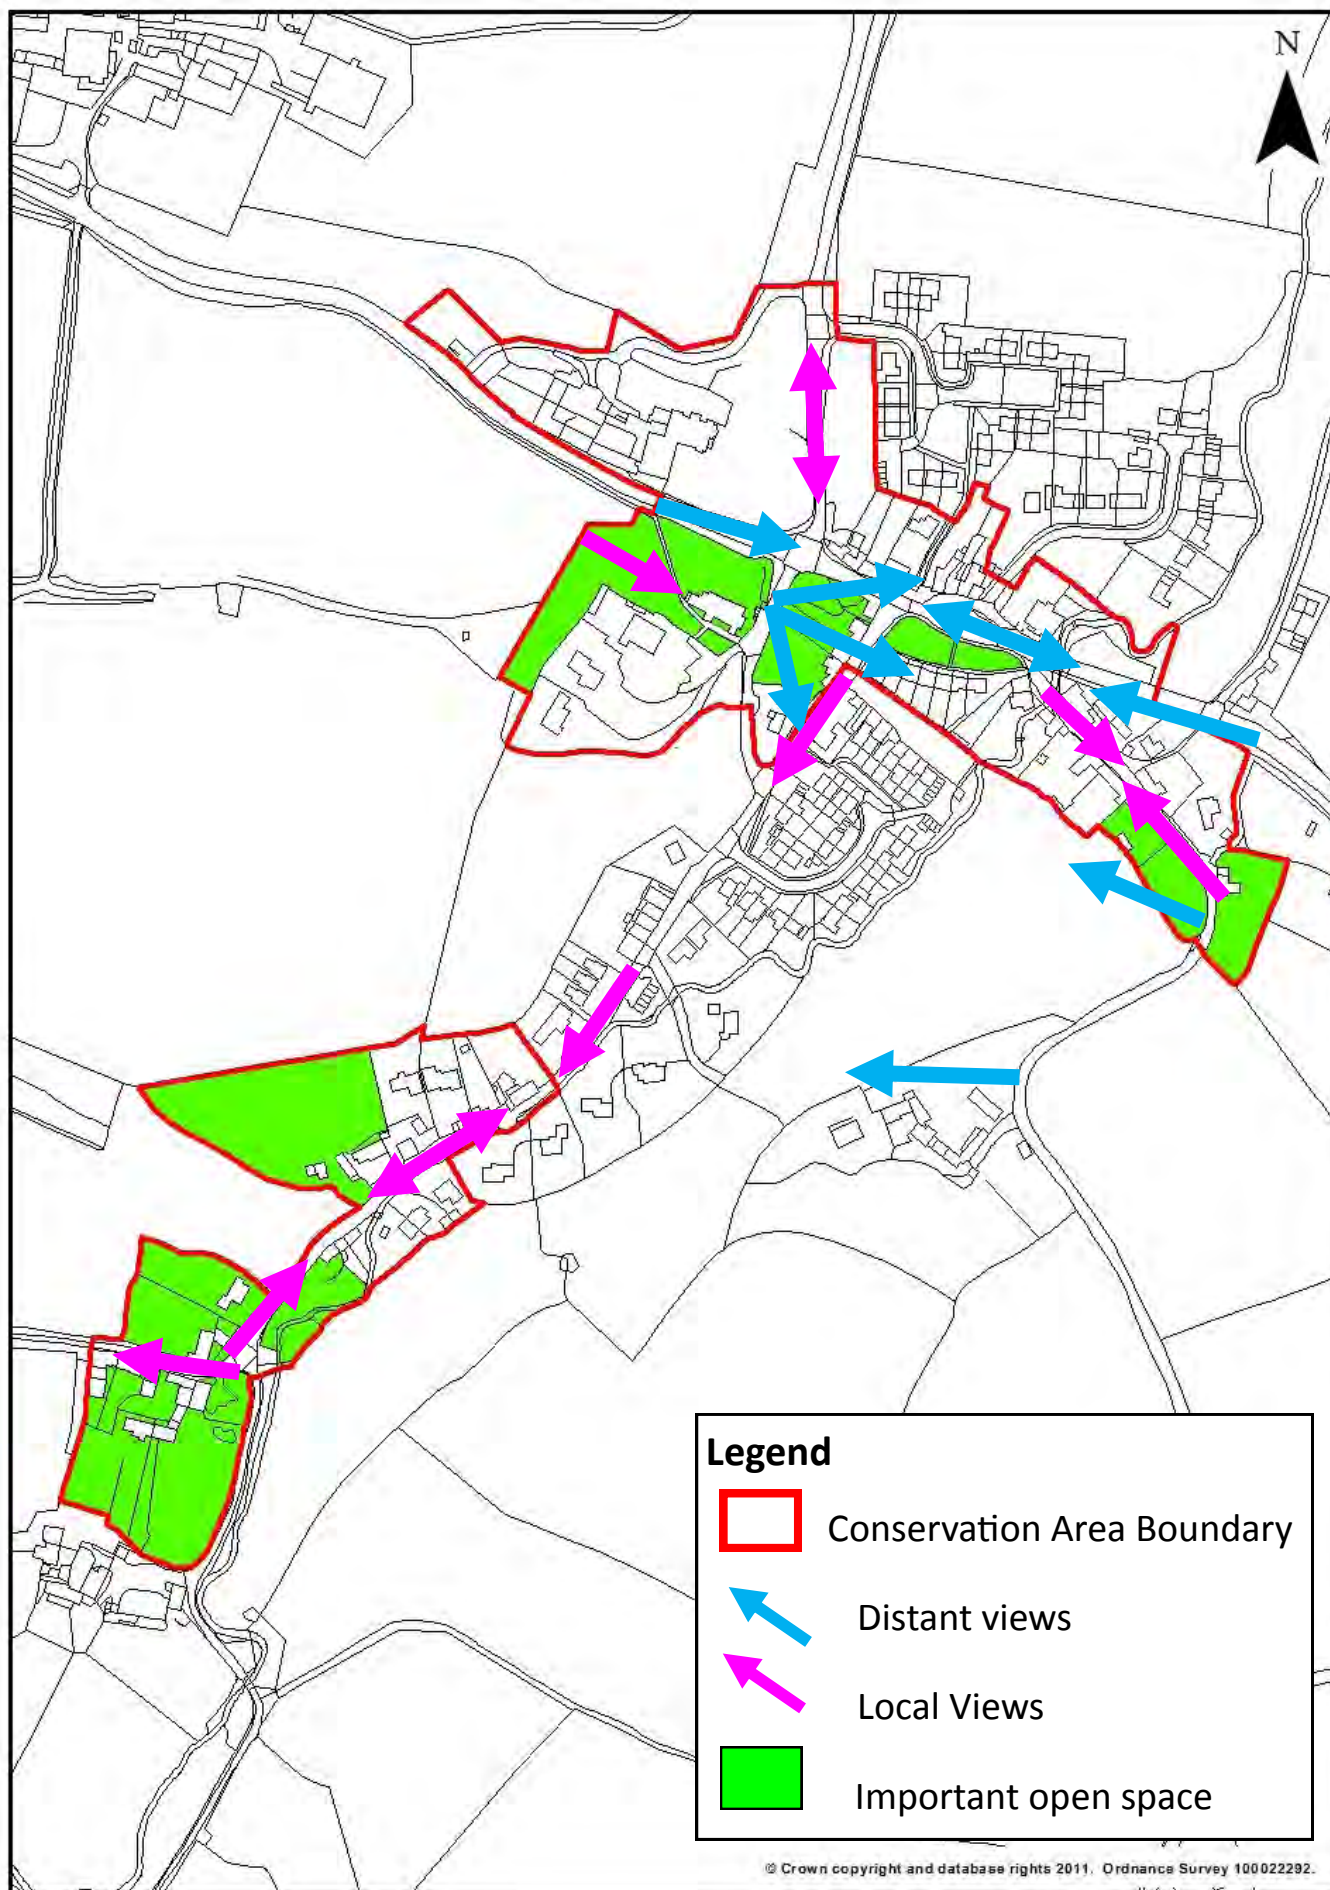 N
Legend
Conservation Area Boundary
Distant views
Local Views
Important open space
© Crown copyright and database rights 2011. Ordnance Survey 100022292.